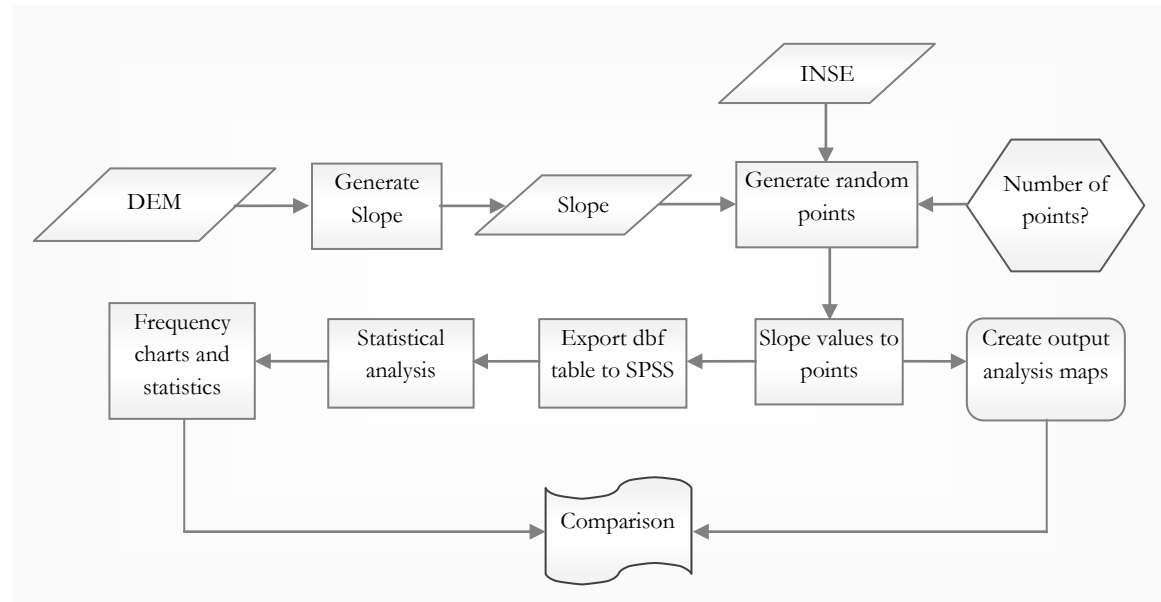 INSE
DEM
Generate
Slope
Slope
Generate random
points
Number of
points?
Frequency
charts and
statistics
Statistical
analysis
Export dbf
table to SPSS
Slope values to
points
Create output
analysis maps
Comparison